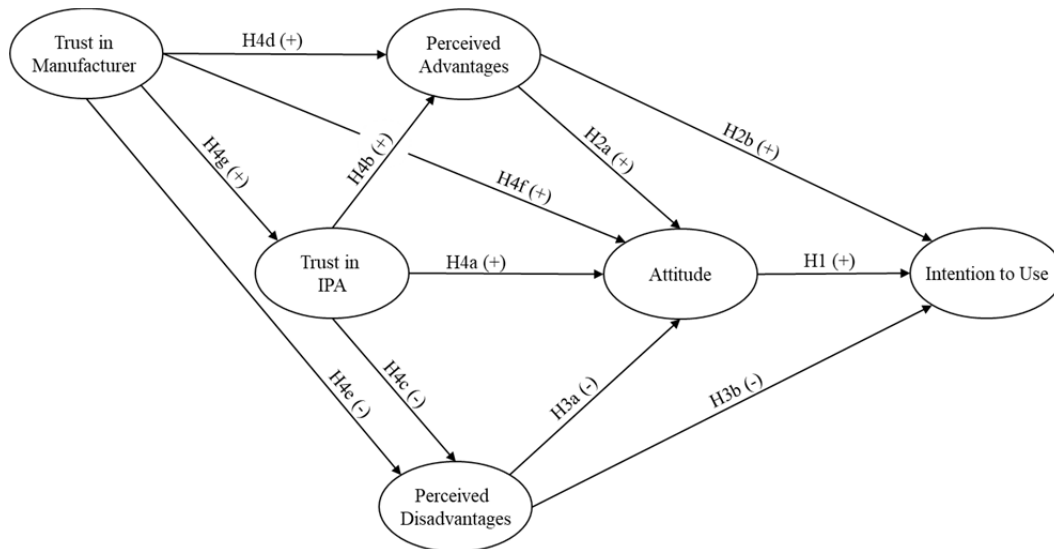 Trust in
Manufacturer
H4d (+)
Perceived
Advantages
H4g (+)
H4b (+)
H2a (+)
H2b (+)
H4f (+)
Trust in
IPA
H4a (+)
Attitude
H1 (+)
Intention to Use
H4e (-)
H4c (-)
H3a (-)
H3b (-)
Perceived
Disadvantages